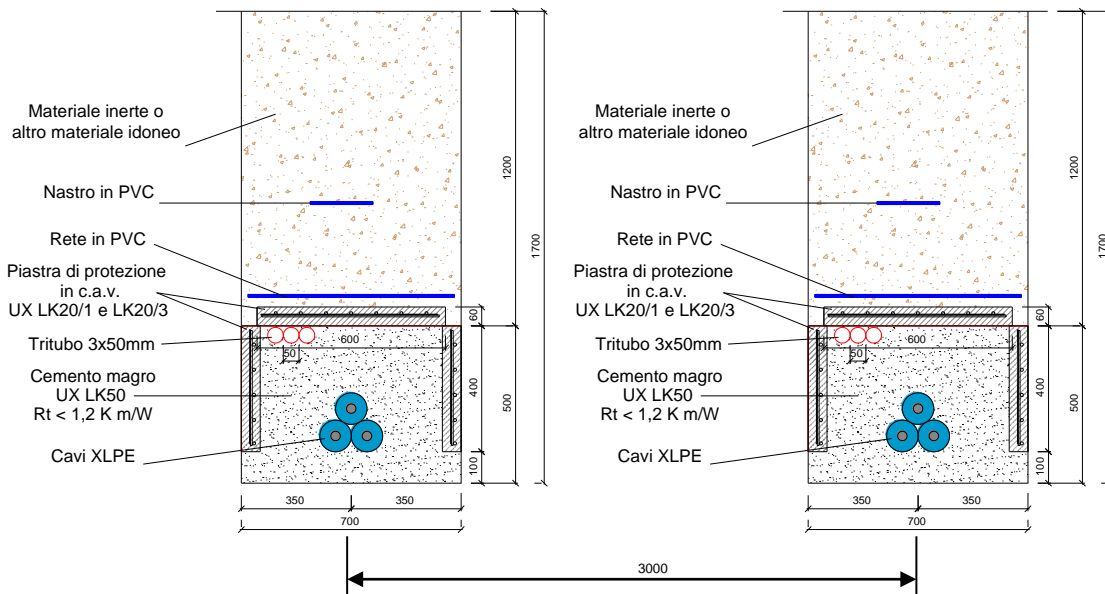 Materiale inerte o
altro materiale idoneo
Nastro in PVC
Rete in PVC
Piastra di protezione
in c.a.v.
UX LK20/1 e LK20/3
Tritubo 3x50mm
Cemento magro
UX LK50
Rt < 1,2 K m/W
Cavi XLPE
600
50
60
400
100
1200
500
1700
350
350
700
Materiale inerte o
altro materiale idoneo
Nastro in PVC
Rete in PVC
Piastra di protezione
in c.a.v.
UX LK20/1 e LK20/3
Tritubo 3x50mm
Cemento magro
UX LK50
Rt < 1,2 K m/W
Cavi XLPE
600
50
60
400
100
1200
500
1700
350
350
700
3000